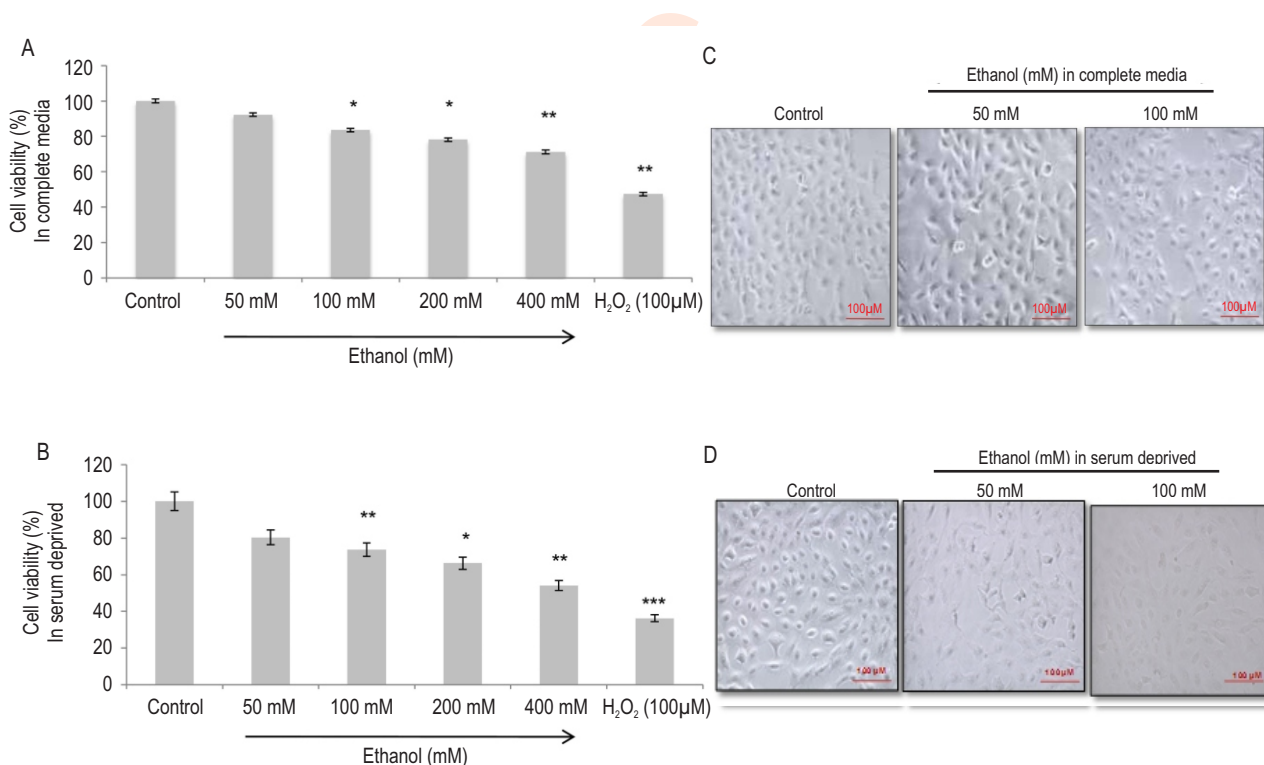 A
Cell viability (%)
In complete media
120
100
80
60
40
20
0
*
*
**
**
Control
50 mM
100 mM
200 mM
400 mM
H₂O₂ (100µM)
Ethanol (mM)
C
Ethanol (mM) in complete media
Control
50 mM
100 mM
100µM
100µM
100µM
B
Cell viability (%)
In serum deprived
120
100
80
60
40
20
0
**
*
**
***
Control
50 mM
100 mM
200 mM
400 mM
H₂O₂ (100µM)
Ethanol (mM)
D
Ethanol (mM) in serum deprived
Control
50 mM
100 mM
100 µM
100µM
100 µM